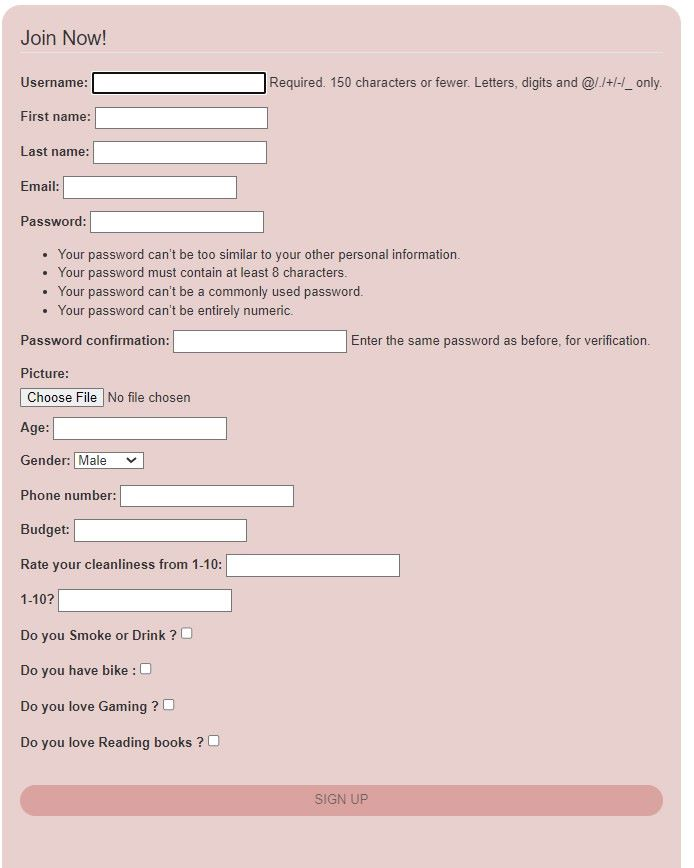 Join Now!
Username: Required. 150 characters or fewer. Letters, digits and @/./+/-/_ only.
First name:
Last name:
Email:
Password:
• Your password can't be too similar to your other personal information.
• Your password must contain at least 8 characters.
• Your password can't be a commonly used password.
• Your password can't be entirely numeric.
Password confirmation: Enter the same password as before, for verification.
Picture:
Choose File No file chosen
Age:
Gender: Male
Phone number:
Budget:
Rate your cleanliness from 1-10:
1-10?
Do you Smoke or Drink ?
Do you have bike :
Do you love Gaming ?
Do you love Reading books ?
SIGN UP